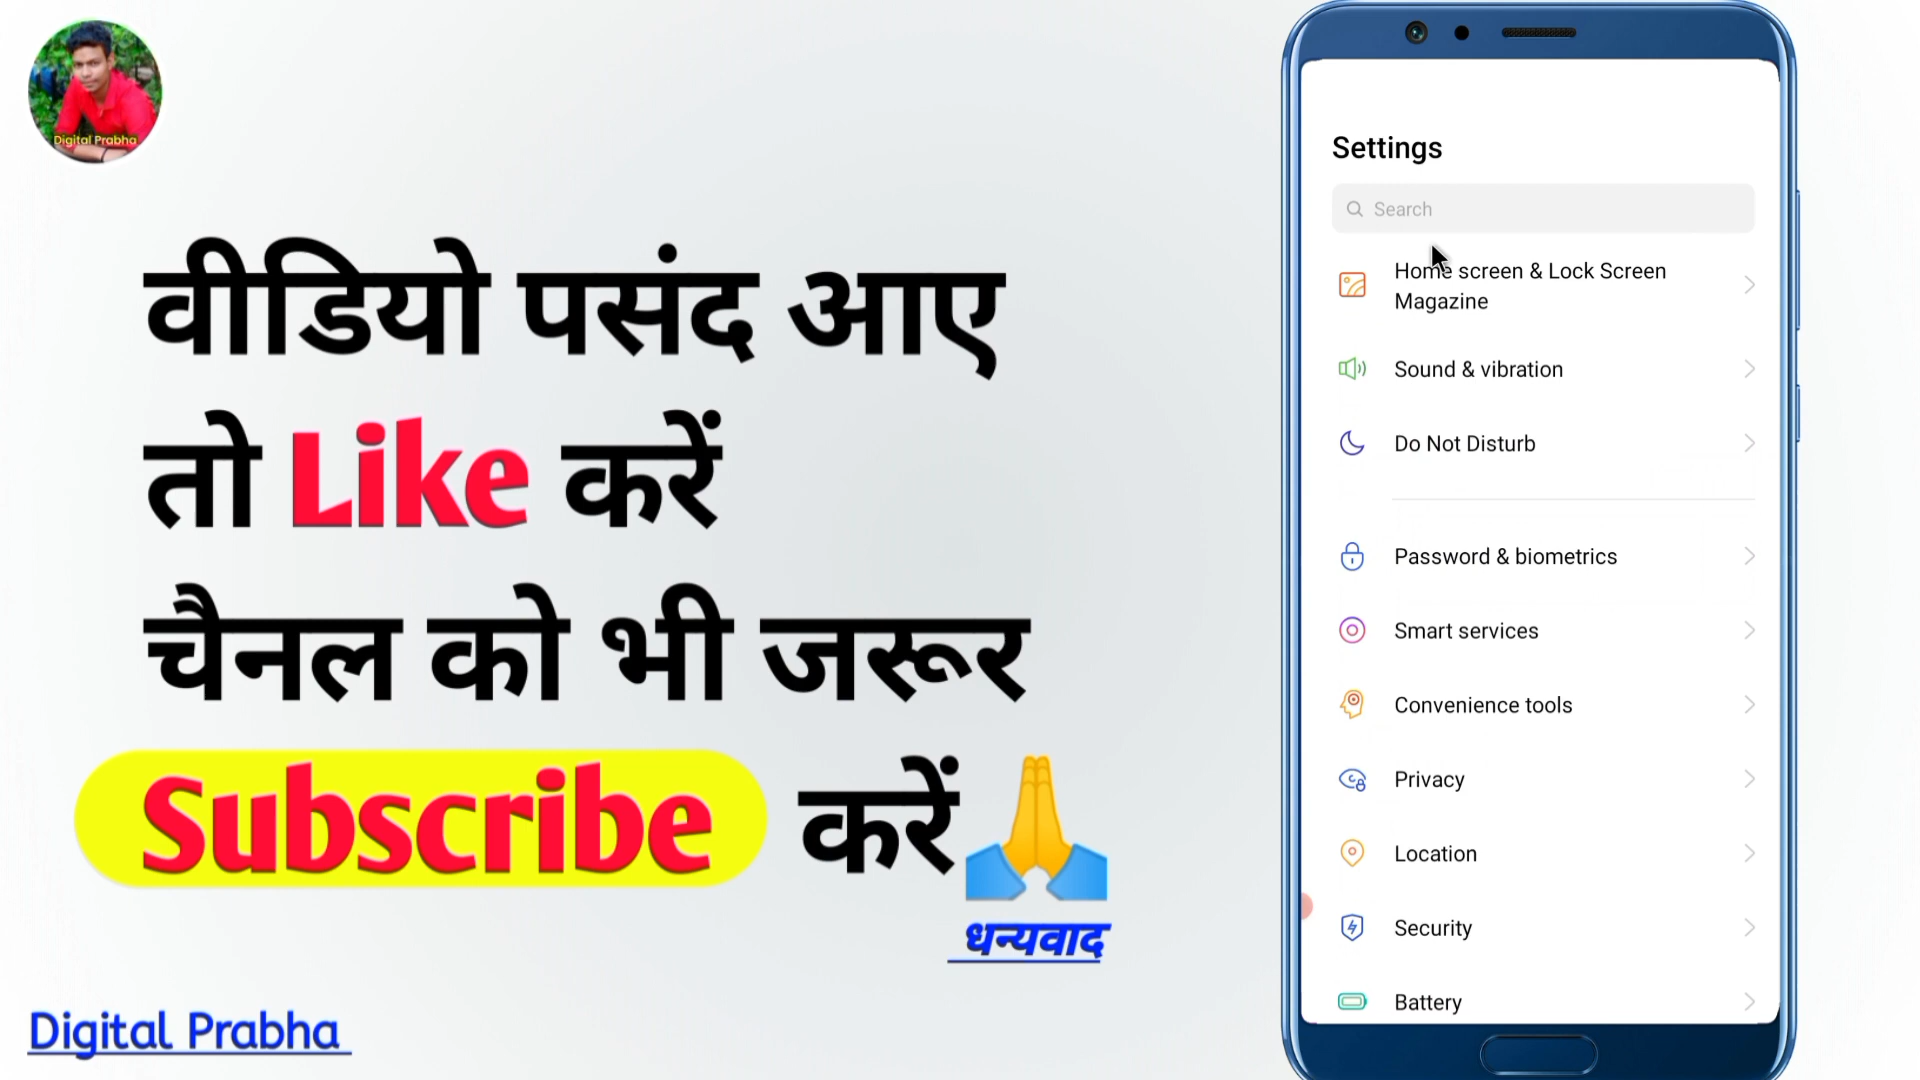 Digital Prabha
वीडियो पसंद आए
तो Like करें
चैनल को भी जरूर
Subscribe करें
धन्यवाद
Digital Prabha
Settings
Search
Home screen & Lock Screen
Magazine
Sound & vibration
Do Not Disturb
Password & biometrics
Smart services
Convenience tools
Privacy
Location
Security
Battery